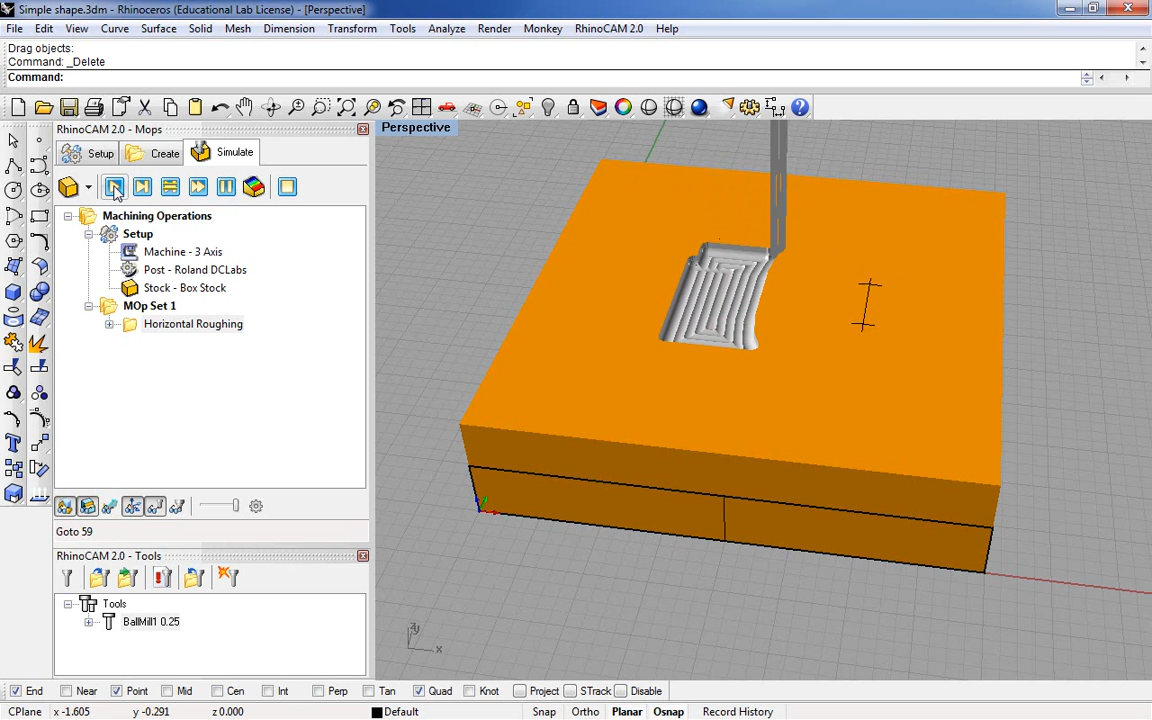 Simple shape.3dm - Rhinoceros (Educational Lab License) - [Perspective]
File Edit View Curve Surface Solid Mesh Dimension Transform Tools Analyze Render Monkey RhinoCAM 2.0 Help
Drag objects:
Command: _Delete
Command:
RhinoCAM 2.0 - Mops
Perspective
Setup Create Simulate
Machining Operations
Setup
Machine - 3 Axis
Post - Roland DCLabs
Stock - Box Stock
MOp Set 1
Horizontal Roughing
Goto 59
RhinoCAM 2.0 - Tools
Tools
BallMill1 0.25
zy
x
End Near Point Mid Cen Int Perp Tan Quad Knot Project STrack Disable
CPlane x -1.605 y -0.291 z 0.000 Default Snap Ortho Planar Osnap Record History